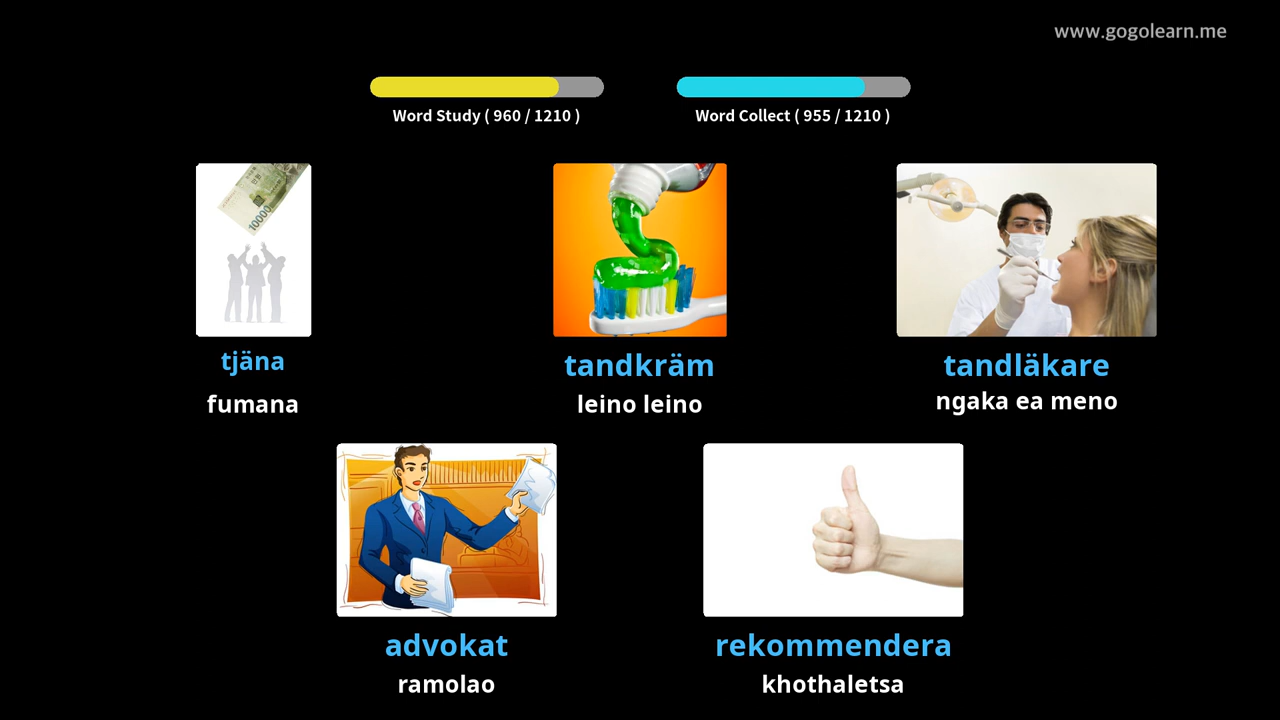 www.gogolearn.me
Word Study ( 960 / 1210 )
Word Collect ( 955 / 1210 )
10000
tjäna
fumana
tandkräm
leino leino
tandläkare
ngaka ea meno
advokat
ramolao
rekommendera
khothaletsa